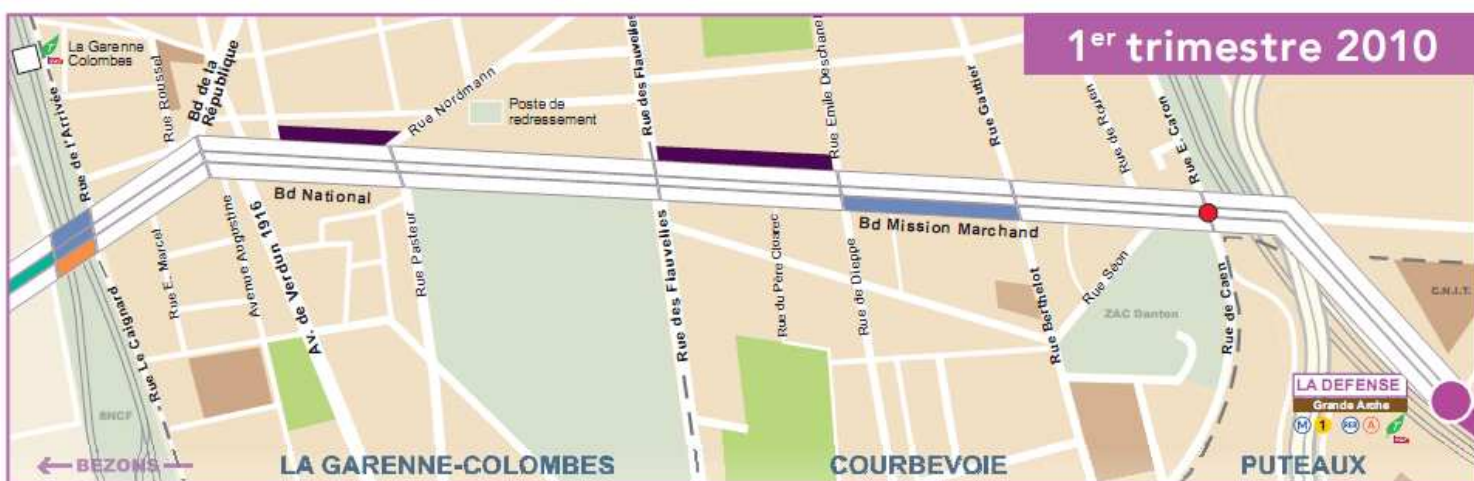 1er trimestre 2010
La Garenne
Colombes
Rue de l'Arrivée
Rue Roussel
Bd de la
République
Rue Nordmann
Poste de
redressement
Rue des Flauvelles
Rue Emile Deschanel
Rue Gautier
Rue de Rouen
Rue E. Caron
Bd National
Bd Mission Marchand
Rue Le Caignard
Rue E. Marcel
Avenue Augustine
Av. de Verdun 1916
Rue Pasteur
Rue des Flauvelles
Rue du Père Cloarec
Rue de Dieppe
Rue Berthelot
Rue Séon
ZAC Danton
Rue de Caen
C.N.I.T.
SNCF
LA DEFENSE
Grande Arche
M 1 RER A T
← BEZONS
LA GARENNE-COLOMBES
COURBEVOIE
PUTEAUX